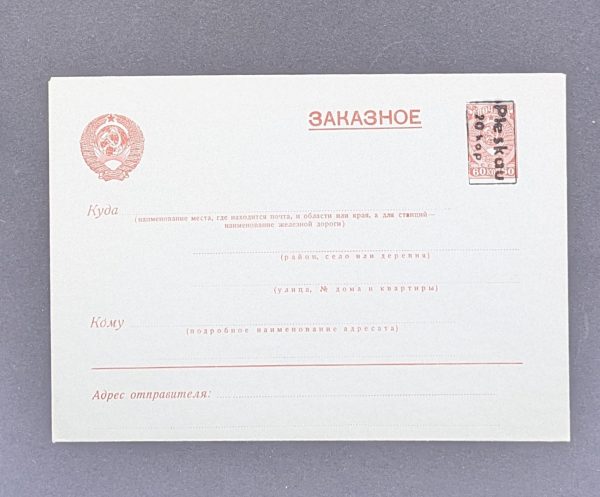 ЗАКАЗНОЕ
Pleskau
20 kop
60
Куда
(наименование места, где находится почта, и области или края, а для станций—
наименование железной дороги)
(район, село или деревня)
(улица, № дома и квартиры)
Кому
(подробное наименование адресата)
Адрес отправителя: